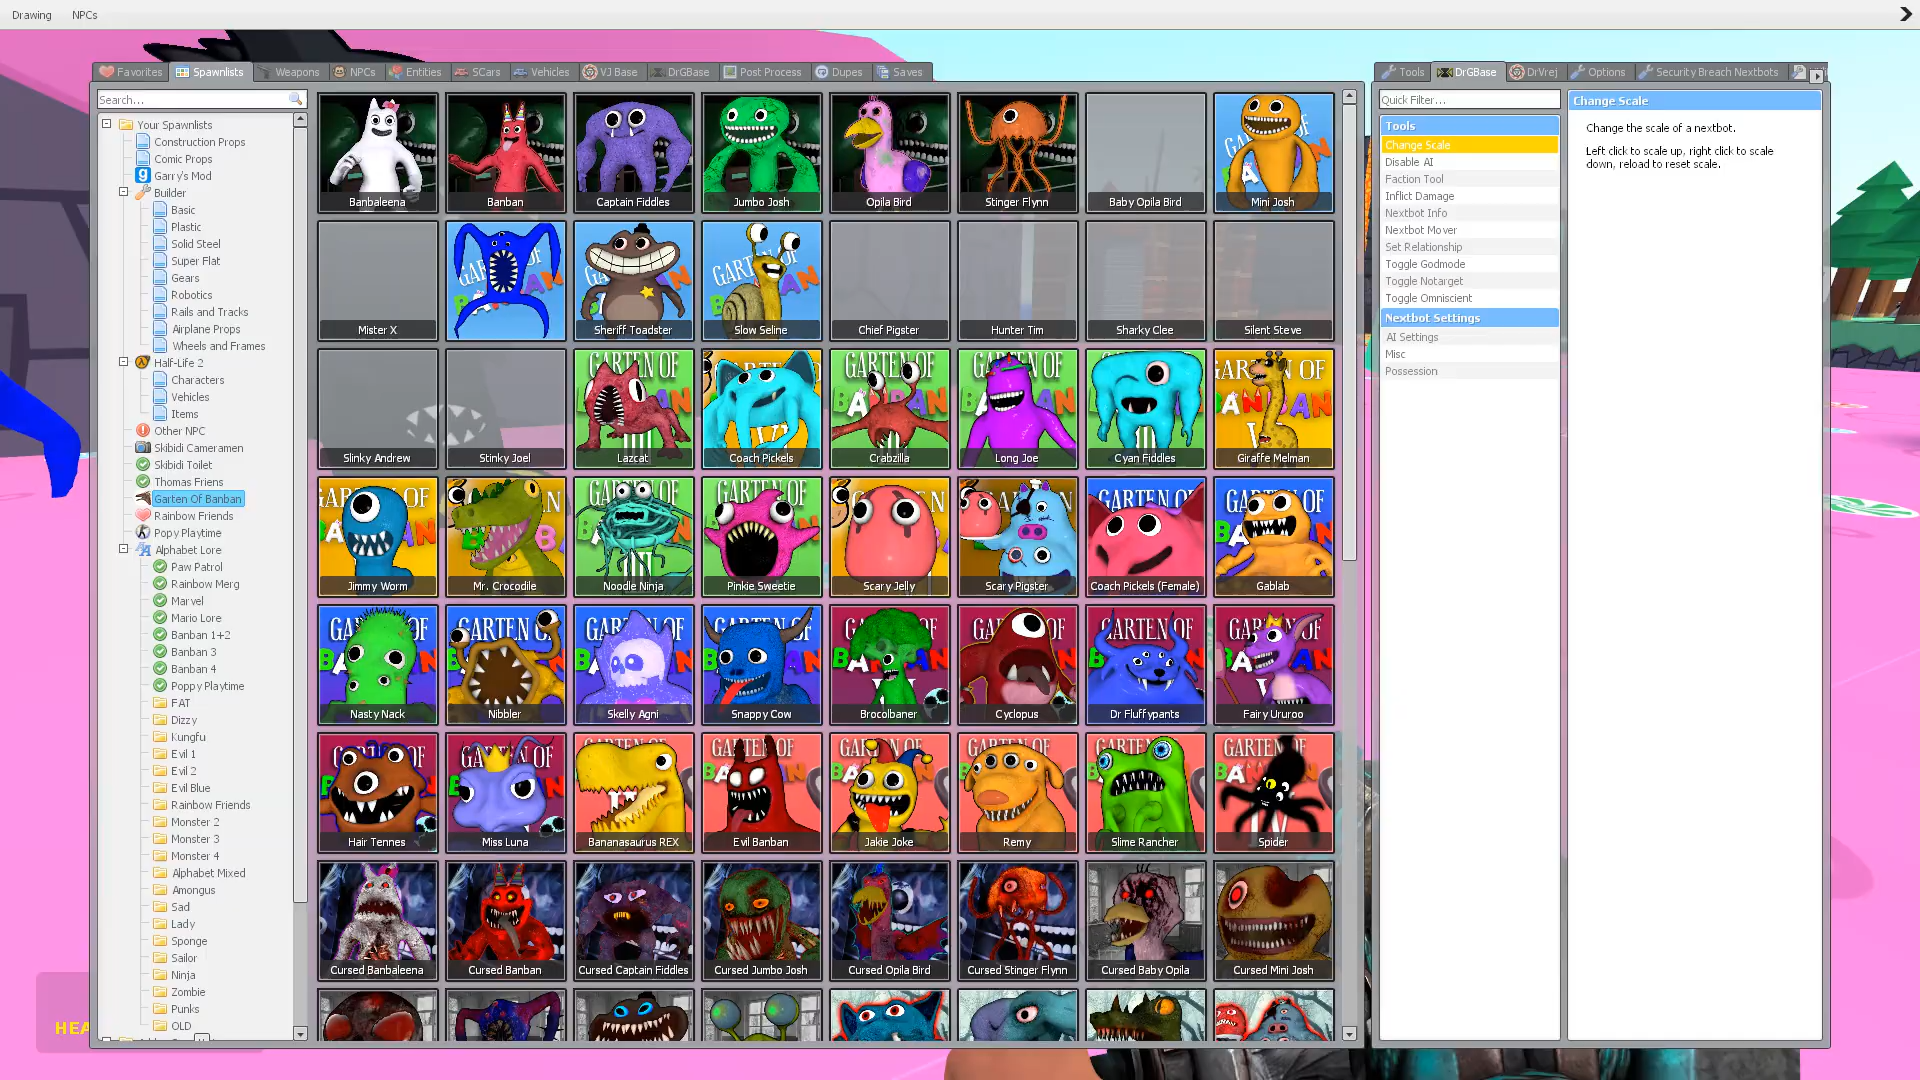 Drawing NPCs
Favorites Spawnlists Weapons NPCs Entities SCars Vehicles VJ Base DrGBase Post Process Dupes Saves
Search...
Your Spawnlists
Construction Props
Comic Props
Garry's Mod
Builder
Basic
Plastic
Solid Steel
Super Flat
Gears
Robotics
Rails and Tracks
Airplane Props
Wheels and Frames
Half-Life 2
Characters
Vehicles
Items
Other NPC
Skibidi Cameramen
Skibidi Toilet
Thomas Friens
Garten Of Banban
Rainbow Friends
Popy Playtime
Alphabet Lore
Paw Patrol
Rainbow Merg
Marvel
Mario Lore
Banban 1+2
Banban 3
Banban 4
Poppy Playtime
FAT
Dizzy
Kungfu
Evil 1
Evil 2
Evil Blue
Rainbow Friends
Monster 2
Monster 3
Monster 4
Alphabet Mixed
Amongus
Sad
Lady
Sponge
Sailor
Ninja
Zombie
Punks
OLD
HEA
Banbaleena Banban Captain Fiddles Jumbo Josh Opila Bird Stinger Flynn Baby Opila Bird Mini Josh
Mister X Sheriff Toadster Slow Seline Chief Pigster Hunter Tim Sharky Clee Silent Steve
Slinky Andrew Stinky Joel Lazcat Coach Pickels Crabzilla Long Joe Cyan Fiddles Giraffe Melman
Jimmy Worm Mr. Crocodile Noodle Ninja Pinkie Sweetie Scary Jelly Scary Pigster Coach Pickels (Female) Gablab
Nasty Nack Nibbler Skelly Agni Snappy Cow Brocolbaner Cyclopus Dr Fluffypants Fairy Ururoo
Hair Tennes Miss Luna Bananasaurus REX Evil Banban Jakie Joke Remy Slime Rancher Spider
Cursed Banbaleena Cursed Banban Cursed Captain Fiddles Cursed Jumbo Josh Cursed Opila Bird Cursed Stinger Flynn Cursed Baby Opila Cursed Mini Josh
Tools DrGBase DrVrej Options Security Breach Nextbots
Quick Filter...
Tools
Change Scale
Disable AI
Faction Tool
Inflict Damage
Nextbot Info
Nextbot Mover
Set Relationship
Toggle Godmode
Toggle Notarget
Toggle Omniscient
Nextbot Settings
AI Settings
Misc
Possession
Change Scale
Change the scale of a nextbot.
Left click to scale up, right click to scale
down, reload to reset scale.